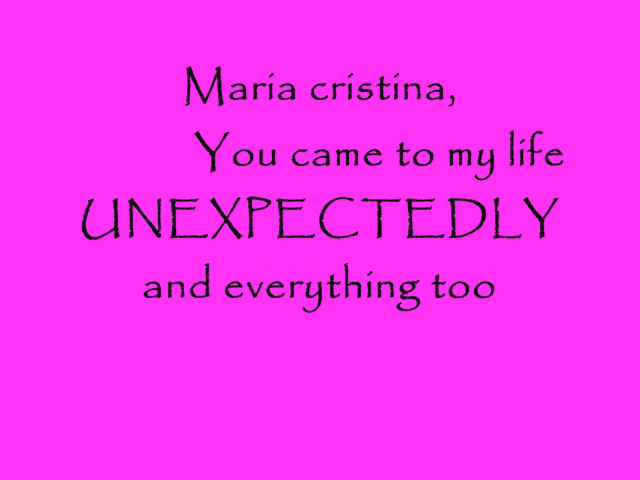 Maria cristina,
You came to my life
UNEXPECTEDLY
and everything too